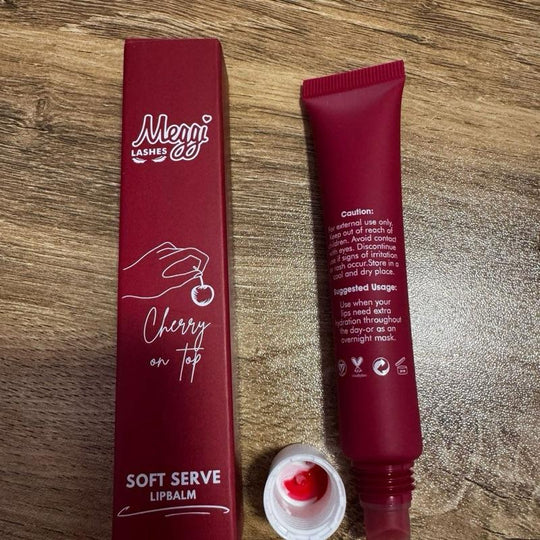 Meggi
LASHES
Cherry
on top
SOFT SERVE
LIPBALM
Caution:
For external use only.
Keep out of reach of
children. Avoid contact
with eyes. Discontinue
use if signs of irritation
or rash occur.Store in a
cool and dry place.
Suggested Usage:
Use when your
lips need extra
hydration throughout
the day-or as an
overnight mask.